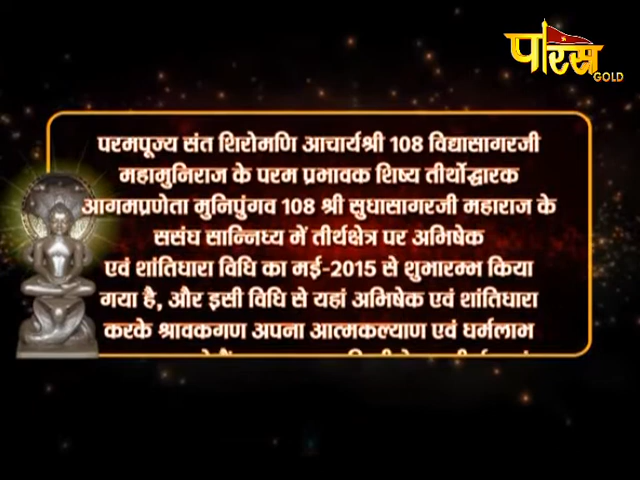 पारस
GOLD
परमपूज्य संत शिरोमणि आचार्यश्री 108 विद्यासागरजी
महामुनिराज के परम प्रभावक शिष्य तीर्थोद्धारक
आगमप्रणेता मुनिपुंगव 108 श्री सुधासागरजी महाराज के
ससंघ सान्निध्य में तीर्थक्षेत्र पर अभिषेक
एवं शांतिधारा विधि का मई-2015 से शुभारम्भ किया
गया है, और इसी विधि से यहां अभिषेक एवं शांतिधारा
करके श्रावकगण अपना आत्मकल्याण एवं धर्मलाभ